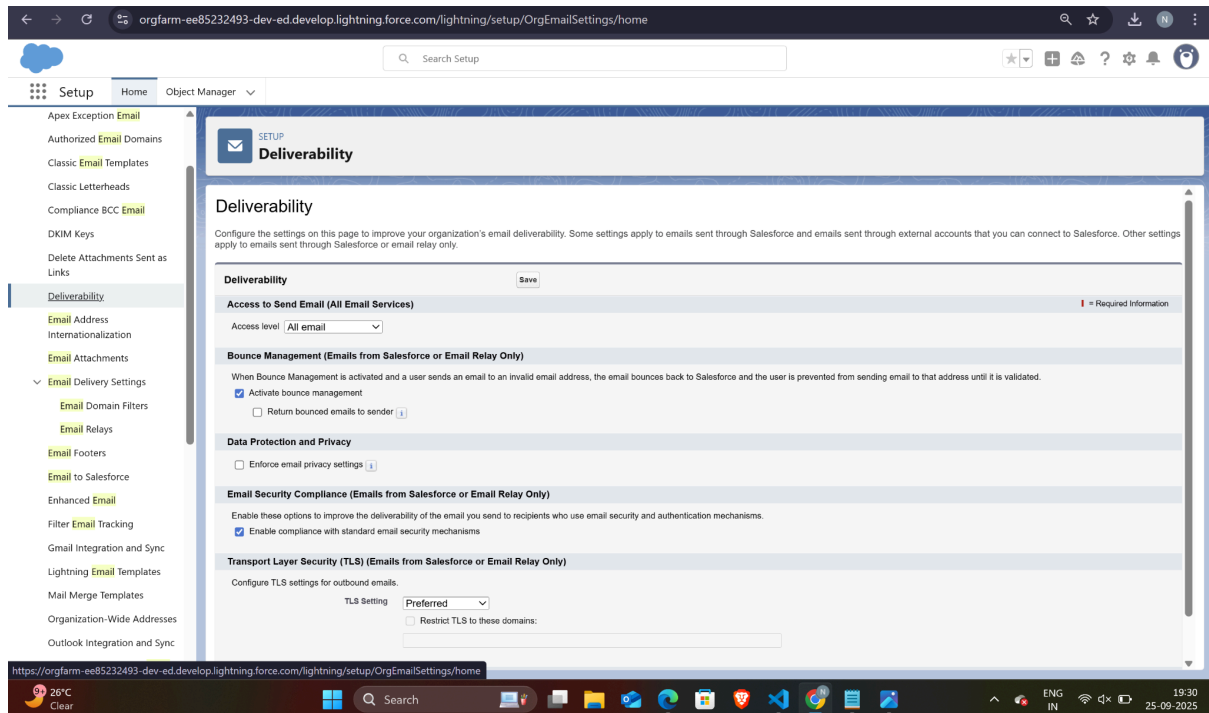 orgfarm-ee85232493-dev-ed.develop.lightning.force.com/lightning/setup/OrgEmailSettings/home
N
Search Setup
Setup
Home
Object Manager
Apex Exception Email
Authorized Email Domains
Classic Email Templates
Classic Letterheads
Compliance BCC Email
DKIM Keys
Delete Attachments Sent as
Links
Deliverability
Email Address
Internationalization
Email Attachments
Email Delivery Settings
Email Domain Filters
Email Relays
Email Footers
Email to Salesforce
Enhanced Email
Filter Email Tracking
Gmail Integration and Sync
Lightning Email Templates
Mail Merge Templates
Organization-Wide Addresses
Outlook Integration and Sync
SETUP
Deliverability
Deliverability
Configure the settings on this page to improve your organization's email deliverability. Some settings apply to emails sent through Salesforce and emails sent through external accounts that you can connect to Salesforce. Other settings
apply to emails sent through Salesforce or email relay only.
Deliverability
Save
Access to Send Email (All Email Services)
= Required Information
Access level All email
Bounce Management (Emails from Salesforce or Email Relay Only)
When Bounce Management is activated and a user sends an email to an invalid email address, the email bounces back to Salesforce and the user is prevented from sending email to that address until it is validated.
Activate bounce management
Return bounced emails to sender i
Data Protection and Privacy
Enforce email privacy settings i
Email Security Compliance (Emails from Salesforce or Email Relay Only)
Enable these options to improve the deliverability of the email you send to recipients who use email security and authentication mechanisms.
Enable compliance with standard email security mechanisms
Transport Layer Security (TLS) (Emails from Salesforce or Email Relay Only)
Configure TLS settings for outbound emails.
TLS Setting Preferred
Restrict TLS to these domains:
https://orgfarm-ee85232493-dev-ed.develop.lightning.force.com/lightning/setup/OrgEmailSettings/home
9+
26°C
Clear
Search
N
ENG
IN
19:30
25-09-2025